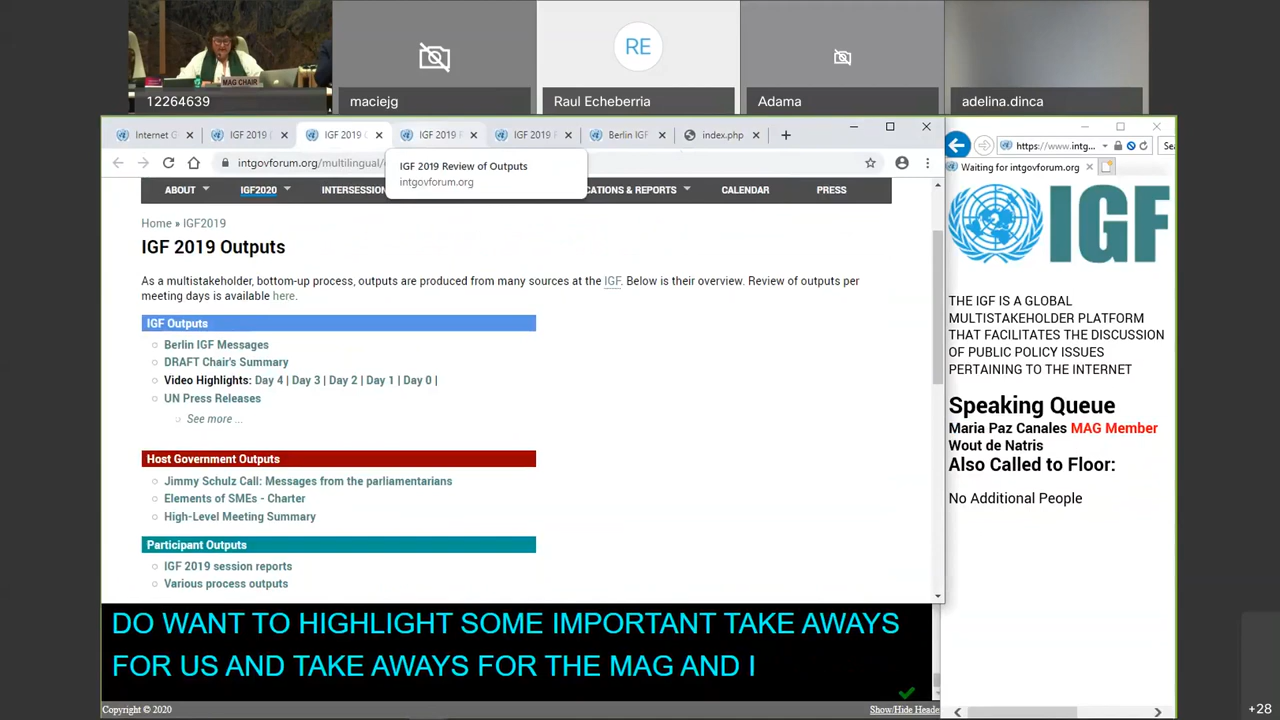 MAG CHAIR
12264639
maciejg
RE
Raul Echeberria
Adama
adelina.dinca
Internet G
IGF 2019 (
IGF 2019 (
IGF 2019
IGF 2019
Berlin IGF
index.php
intgovforum.org/multilingual/
IGF 2019 Review of Outputs
intgovforum.org
ABOUT
IGF2020
INTERSESSION
CATIONS & REPORTS
CALENDAR
PRESS
Home » IGF2019
IGF 2019 Outputs
As a multistakeholder, bottom-up process, outputs are produced from many sources at the IGF. Below is their overview. Review of outputs per
meeting days is available here.
IGF Outputs
Berlin IGF Messages
DRAFT Chair's Summary
Video Highlights: Day 4 | Day 3 | Day 2 | Day 1 | Day 0 |
UN Press Releases
See more ...
Host Government Outputs
Jimmy Schulz Call: Messages from the parliamentarians
Elements of SMEs - Charter
High-Level Meeting Summary
Participant Outputs
IGF 2019 session reports
Various process outputs
https://www.intg...
Sea
Waiting for intgovforum.org
IGF
THE IGF IS A GLOBAL
MULTISTAKEHOLDER PLATFORM
THAT FACILITATES THE DISCUSSION
OF PUBLIC POLICY ISSUES
PERTAINING TO THE INTERNET
Speaking Queue
Maria Paz Canales MAG Member
Wout de Natris
Also Called to Floor:
No Additional People
DO WANT TO HIGHLIGHT SOME IMPORTANT TAKE AWAYS
FOR US AND TAKE AWAYS FOR THE MAG AND I
Copyright © 2020
Show/Hide Heade
+28